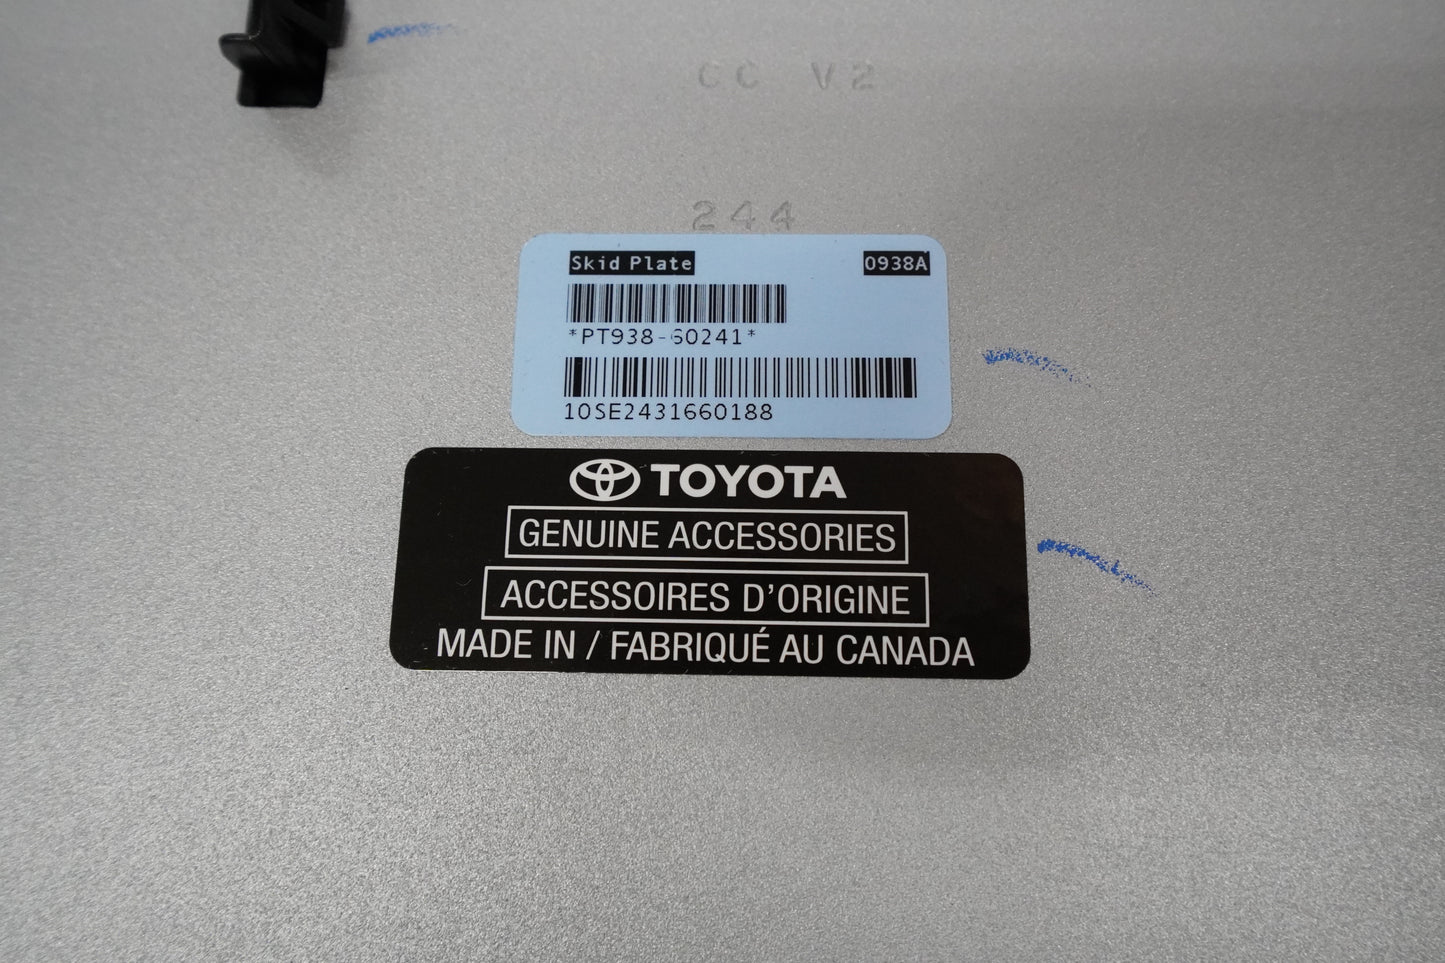 CC V2
244
Skid Plate 0938A
*PT938-60241*
10SE2431660188
TOYOTA
GENUINE ACCESSORIES
ACCESSOIRES D'ORIGINE
MADE IN / FABRIQUÉ AU CANADA